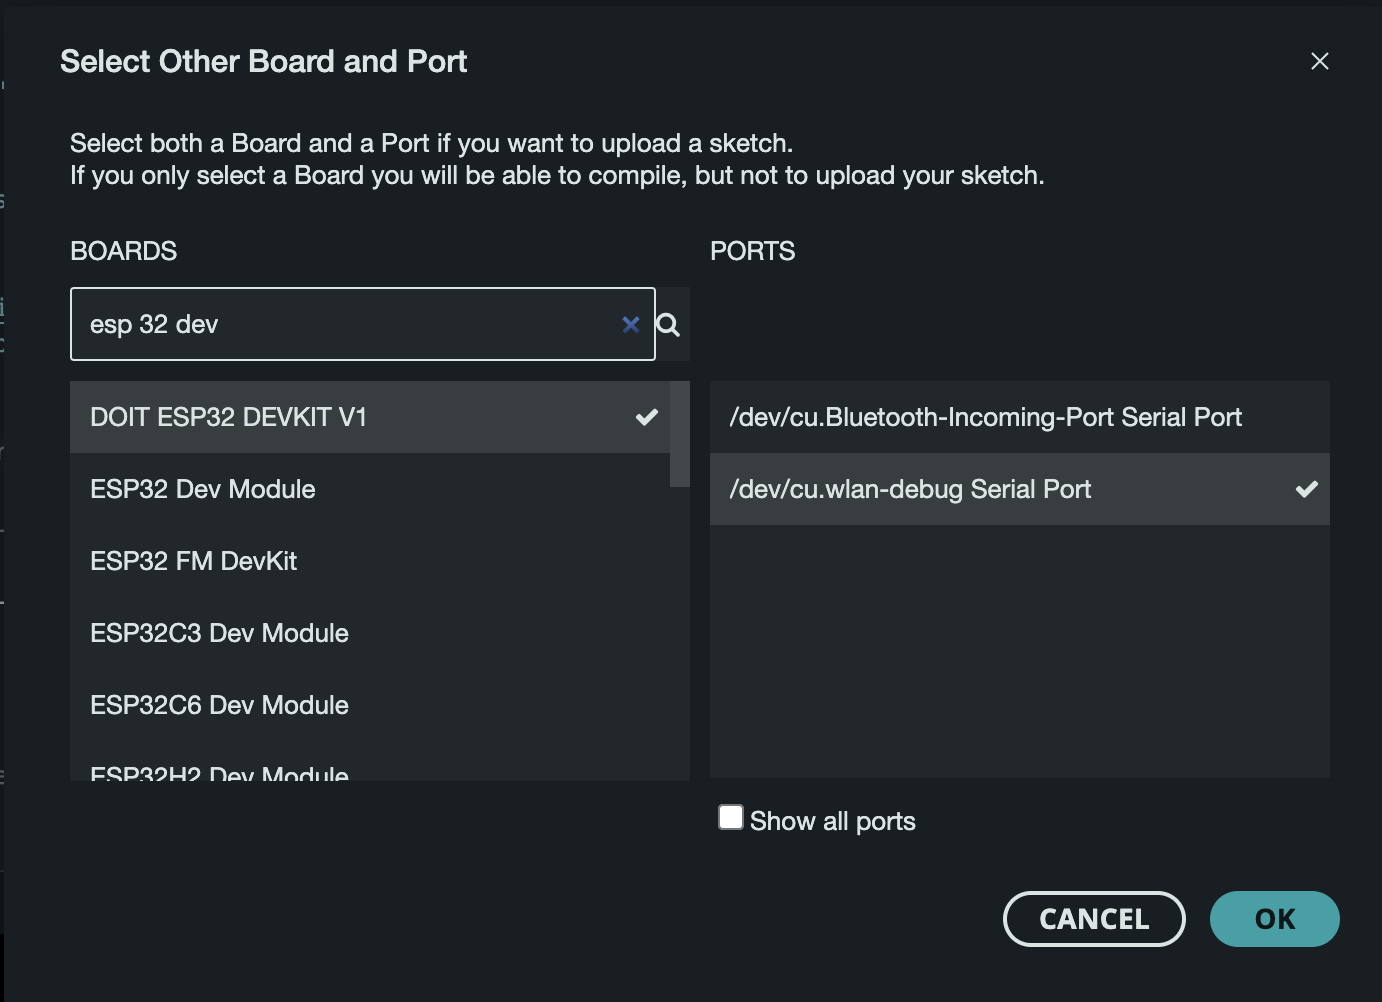 Select Other Board and Port
Select both a Board and a Port if you want to upload a sketch.
If you only select a Board you will be able to compile, but not to upload your sketch.
BOARDS
PORTS
esp 32 dev
DOIT ESP32 DEVKIT V1
ESP32 Dev Module
ESP32 FM DevKit
ESP32C3 Dev Module
ESP32C6 Dev Module
ESP32H2 Dev Module
/dev/cu.Bluetooth-Incoming-Port Serial Port
/dev/cu.wlan-debug Serial Port
Show all ports
CANCEL
OK